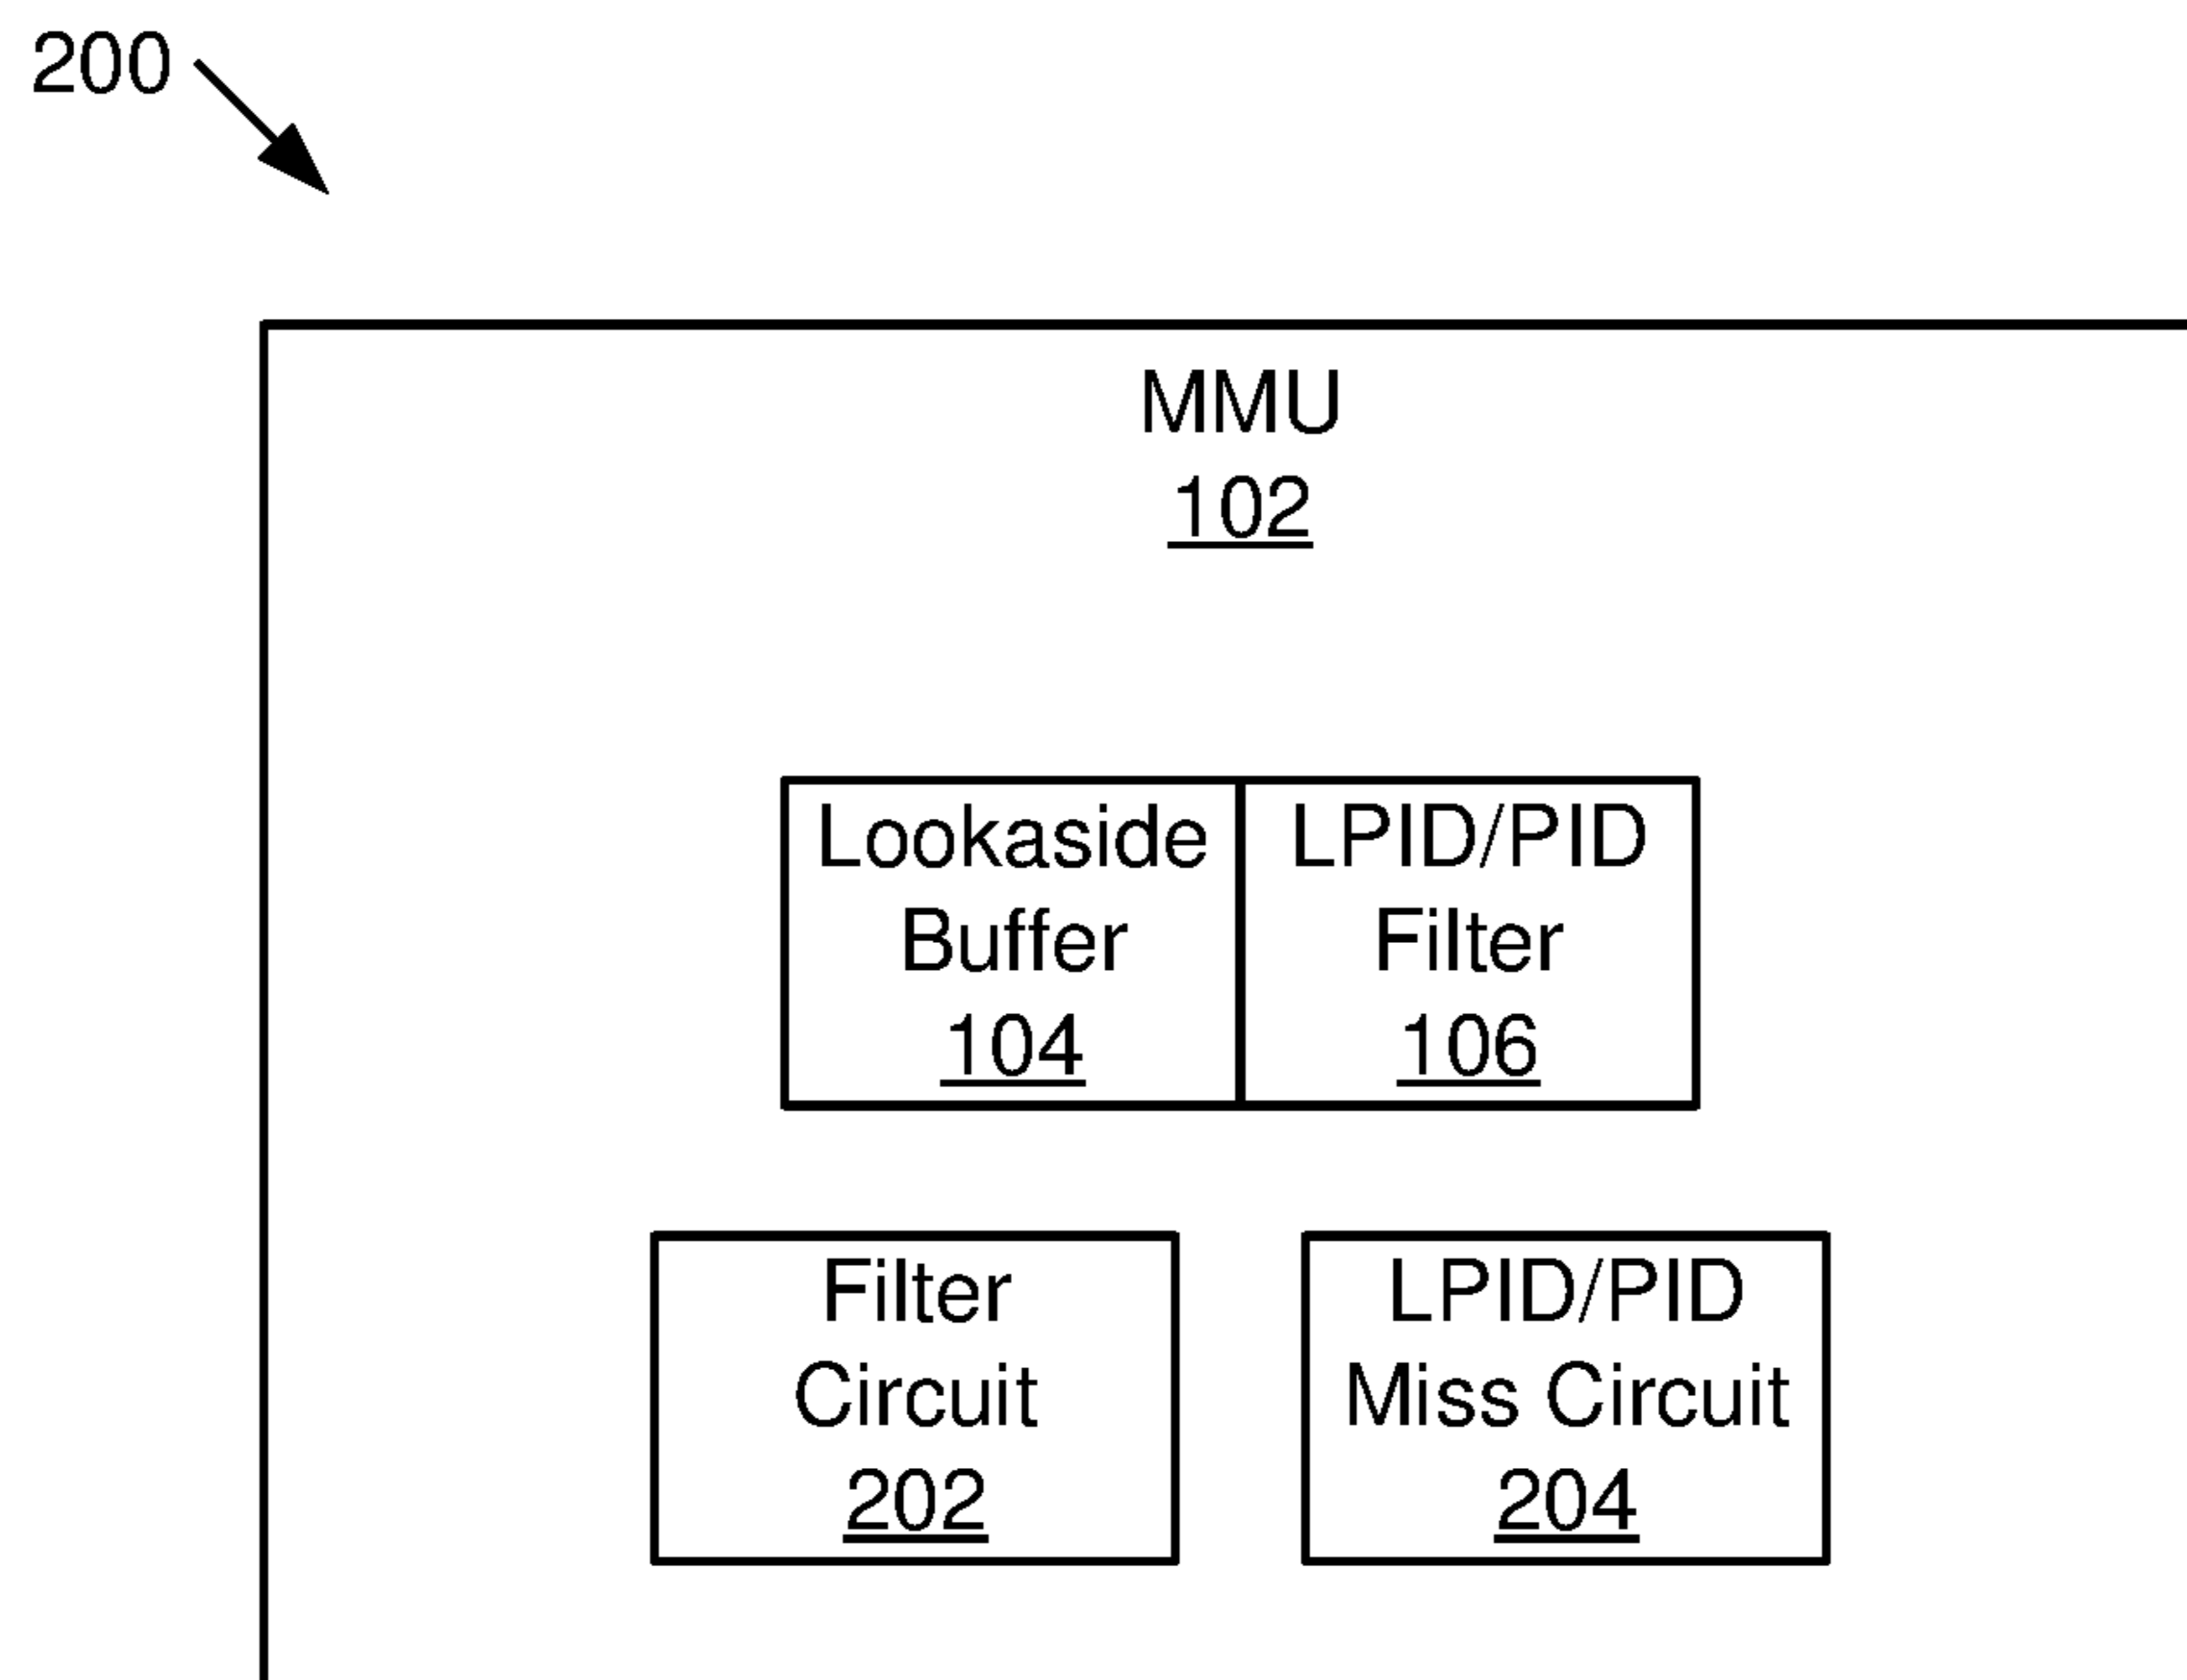 200
MMU
102
Lookaside
Buffer
104
LPID/PID
Filter
106
Filter
Circuit
202
LPID/PID
Miss Circuit
204